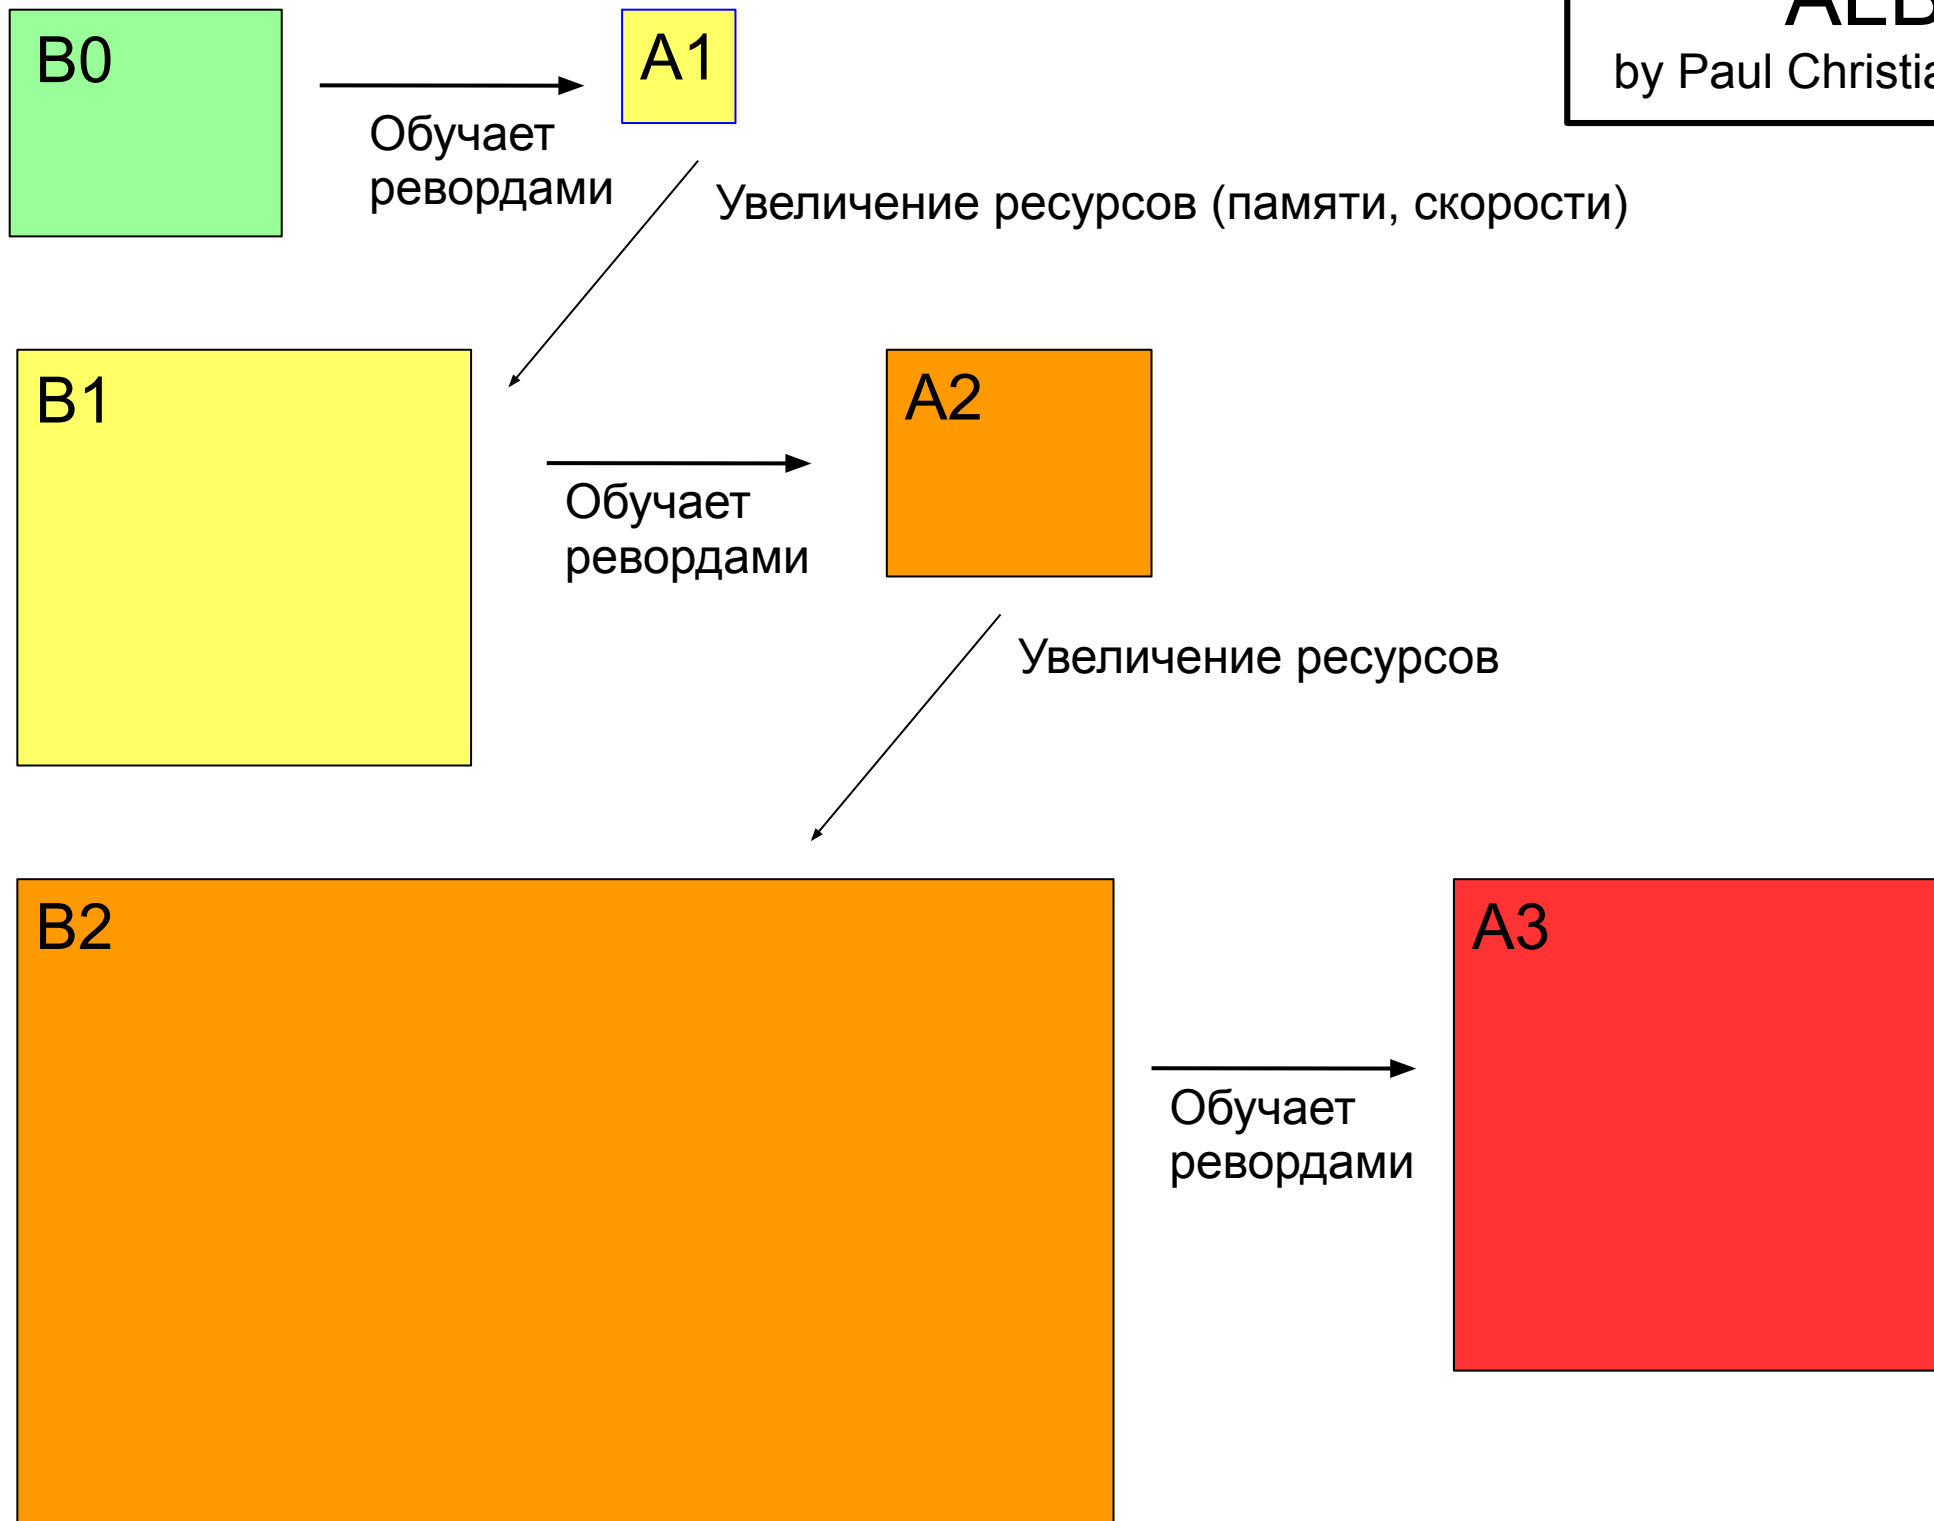 B0
A1
by Paul
Обучает
ревордами
Увеличение ресурсов (памяти, скорости)
B1
A2
Обучает
ревордами
Увеличение ресурсов
B2
A3
Обучает
ревордами